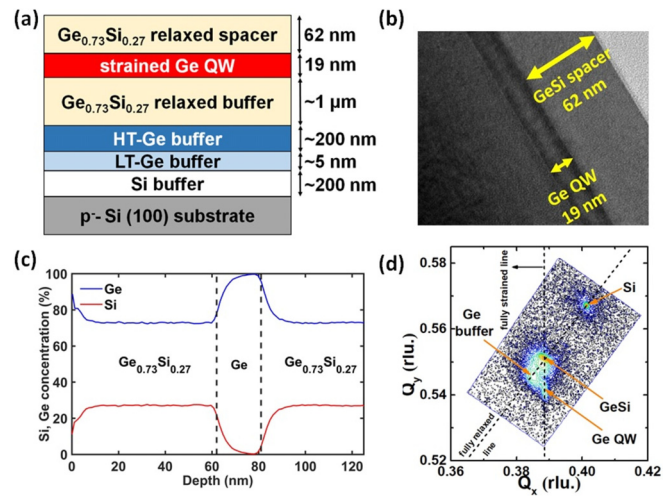 (a)
Ge0.73Si0.27 relaxed spacer
62 nm
strained Ge QW
19 nm
Ge0.73Si0.27 relaxed buffer
~1 μm
HT-Ge buffer
~200 nm
LT-Ge buffer
~5 nm
Si buffer
~200 nm
p⁻- Si (100) substrate
(b)
GeSi spacer
62 nm
Ge QW
19 nm
(c)
Si, Ge concentration (%)
100
80
60
40
20
0
Ge
Si
Ge0.73Si0.27
Ge
Ge0.73Si0.27
0
20
40
60
80
100
120
Depth (nm)
(d)
Qy (rlu.)
0.58
0.56
0.54
0.52
fully strained line
Si
Ge
buffer
GeSi
Ge QW
fully relaxed
line
0.36
0.38
0.40
0.42
Qx (rlu.)